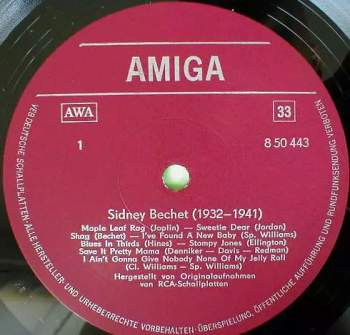 AMIGA
AWA
33
1
8 50 443
Sidney Bechet (1932–1941)
Maple Leaf Rag (Joplin) — Sweetie Dear (Jordan)
Shag (Bechet) — I've Found A New Baby (Sp. Williams)
Blues in Thirds (Hines) — Stompy Jones (Ellington)
Save It Pretty Mama (Denniker — Davis — Redman)
I Ain't Gonna Give Nobody None Of My Jelly Roll
(Cl. Williams — Sp. Williams)
Hergestellt von Originalaufnahmen
von RCA-Schallplatten
VEB DEUTSCHE SCHALLPLATTEN · ALLE HERSTELLER- UND URHEBERRECHTE VORBEHALTEN · ÜBERSPIELUNG, ÖFFENTLICHE AUFFÜHRUNG UND RUNDFUNKSENDUNG VERBOTEN